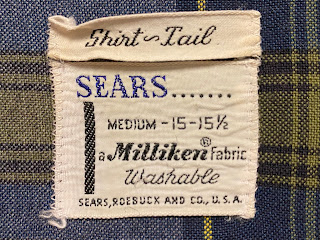 Shirt~Tail
SEARS.......
MEDIUM - 15-15½
a Milliken® Fabric
Washable
SEARS, ROEBUCK AND CO., U.S.A.